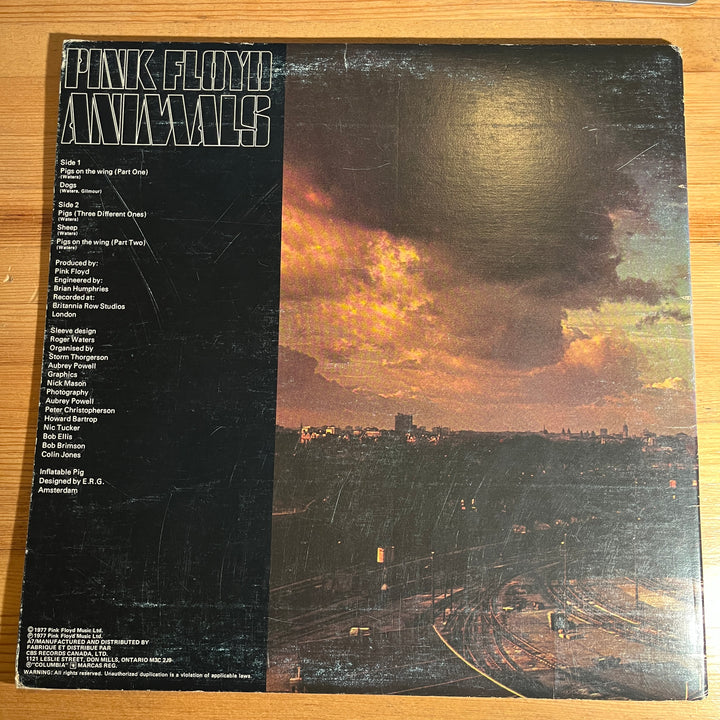 PINK FLOYD
ANIMALS
Side 1
Pigs on the wing (Part One)
(Waters)
Dogs
(Waters, Gilmour)
Side 2
Pigs (Three Different Ones)
(Waters)
Sheep
(Waters)
Pigs on the wing (Part Two)
(Waters)
Produced by:
Pink Floyd
Engineered by:
Brian Humphries
Recorded at:
Britannia Row Studios
London
Sleeve design
Roger Waters
Organised by
Storm Thorgerson
Aubrey Powell
Graphics
Nick Mason
Photography
Aubrey Powell
Peter Christopherson
Howard Bartrop
Nic Tucker
Bob Ellis
Bob Brimson
Colin Jones
Inflatable Pig
Designed by E.R.G.
Amsterdam
© 1977 Pink Floyd Music Ltd.
℗ 1977 Pink Floyd Music Ltd.
A7/MANUFACTURED AND DISTRIBUTED BY
FABRIQUE ET DISTRIBUE PAR
CBS RECORDS CANADA, LTD.
1121 LESLIE STREET, DON MILLS, ONTARIO M3C 2J9
® "COLUMBIA" MARCAS REG.
WARNING: All rights reserved. Unauthorized duplication is a violation of applicable laws.